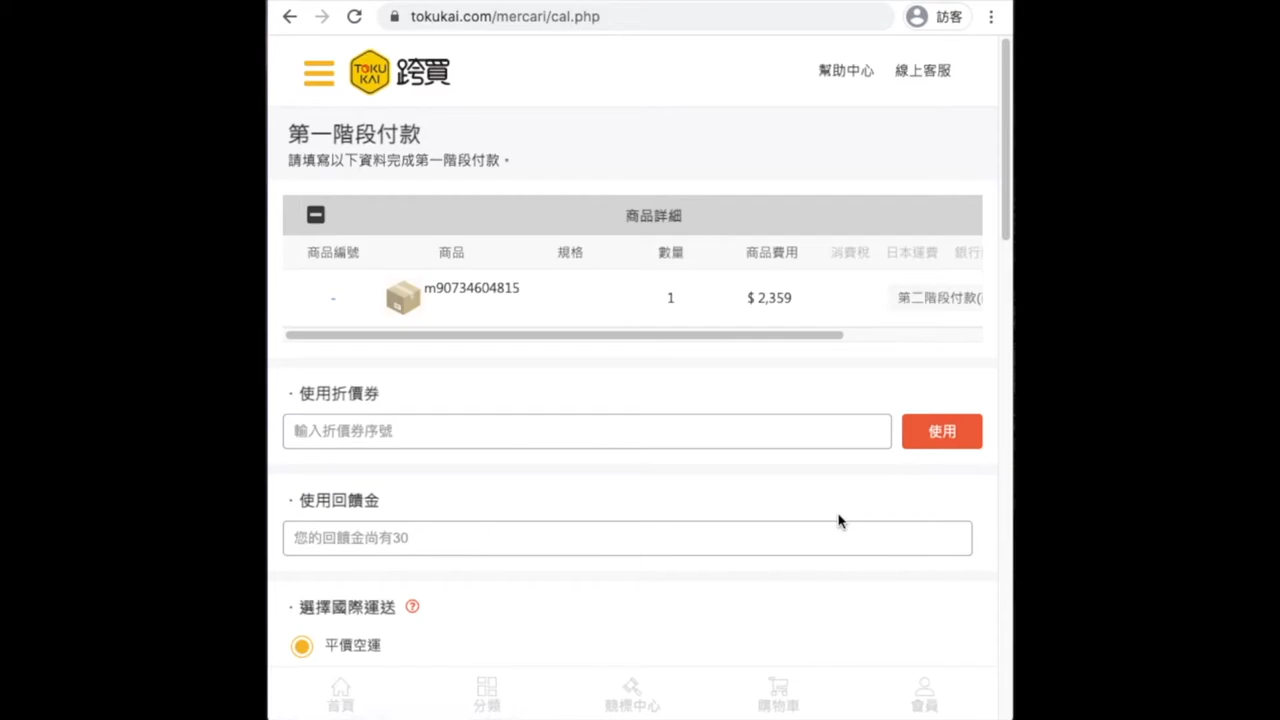 tokukai.com/mercari/cal.php
訪客
TOKU
KAI
跨買
幫助中心
線上客服
第一階段付款
請填寫以下資料完成第一階段付款。
商品詳細
商品編號 商品 規格 數量 商品費用 消費稅 日本運費 銀行
- m90734604815 1 $ 2,359 第二階段付款(
· 使用折價券
輸入折價券序號
使用
· 使用回饋金
您的回饋金尚有30
· 選擇國際運送 ?
平價空運
首頁 分類 競標中心 購物車 會員